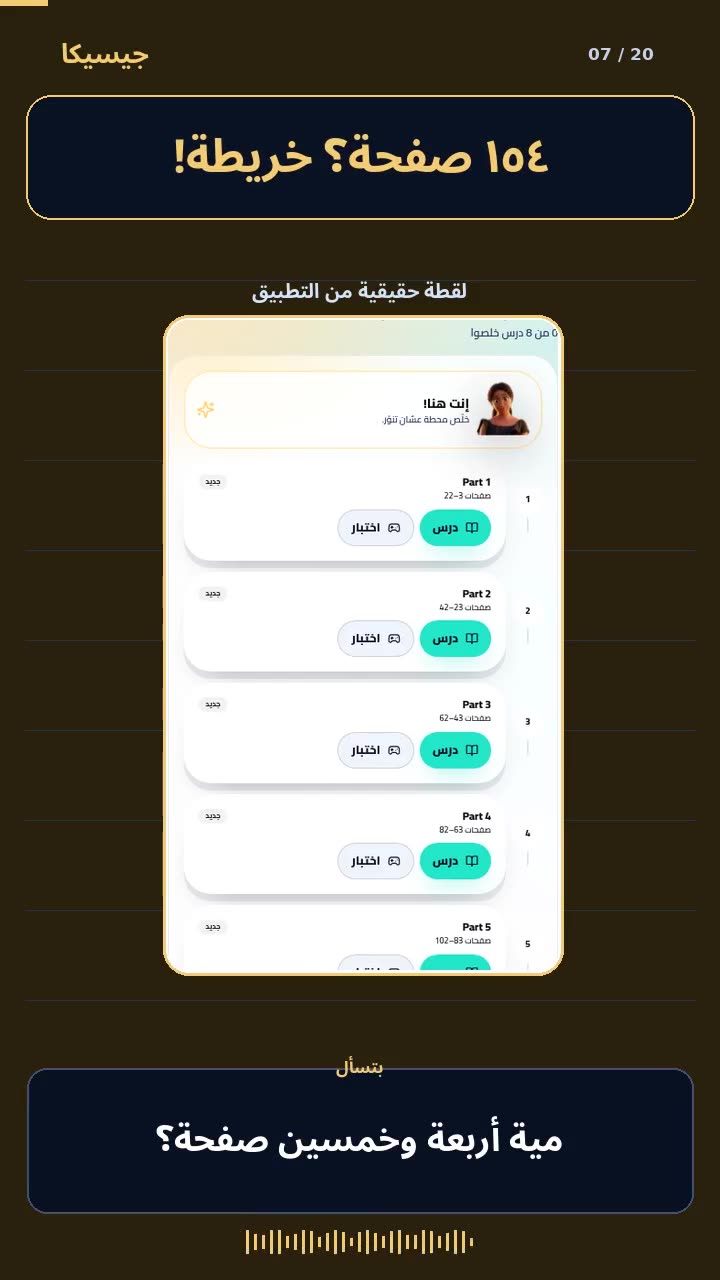 جيسيكا
07 / 20
١٥٤ صفحة؟ خريطة!
لقطة حقيقية من التطبيق
0 من 8 درس خلصوا
إنت هنا!
خلّص محطة عشان تنوّر.
1
Part 1
جديد
صفحات 3–22
درس
اختبار
2
Part 2
جديد
صفحات 23–42
درس
اختبار
3
Part 3
جديد
صفحات 43–62
درس
اختبار
4
Part 4
جديد
صفحات 63–82
درس
اختبار
5
Part 5
جديد
صفحات 83–102
بتسأل
مية أربعة وخمسين صفحة؟